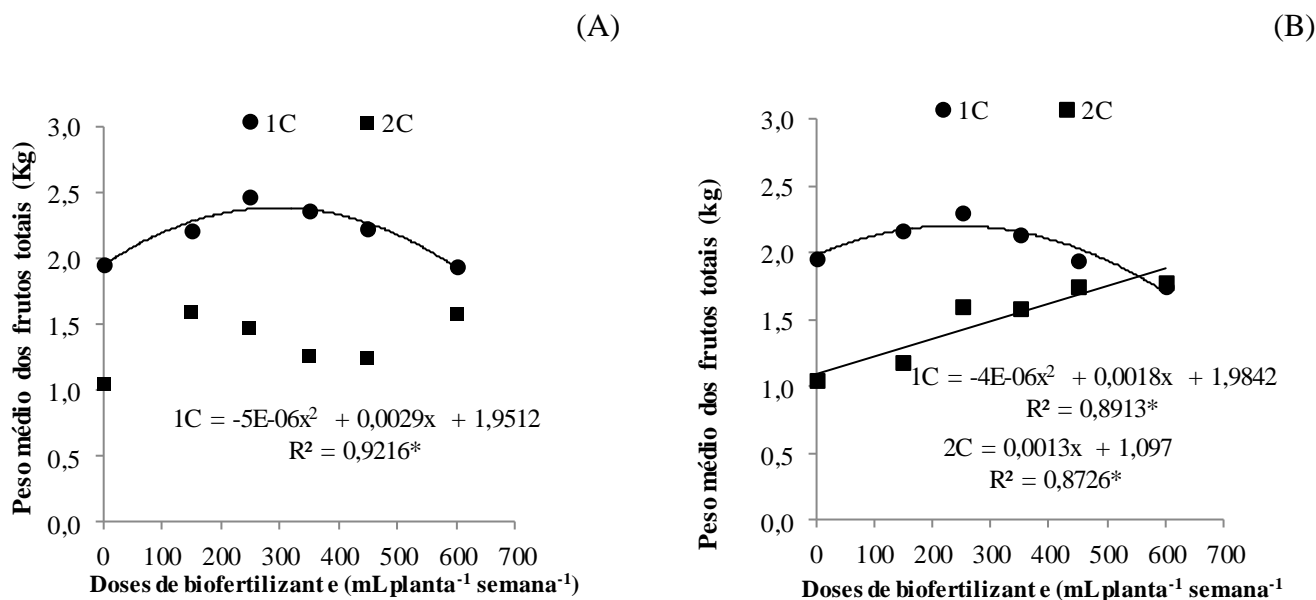 (A)
1C 2C
Peso médio dos frutos totais (Kg)
3,0
2,5
2,0
1,5
1,0
0,5
0,0
1C = -5E-06x² + 0,0029x + 1,9512
R² = 0,9216*
0 100 200 300 400 500 600 700
Doses de biofertilizant e (mL planta⁻¹ semana⁻¹)
(B)
1C 2C
Peso médio dos frutos totais (kg)
3,0
2,5
2,0
1,5
1,0
0,5
0,0
1C = -4E-06x² + 0,0018x + 1,9842
R² = 0,8913*
2C = 0,0013x + 1,097
R² = 0,8726*
0 100 200 300 400 500 600 700
Doses de biofertilizant e (mL planta⁻¹ semana⁻¹)